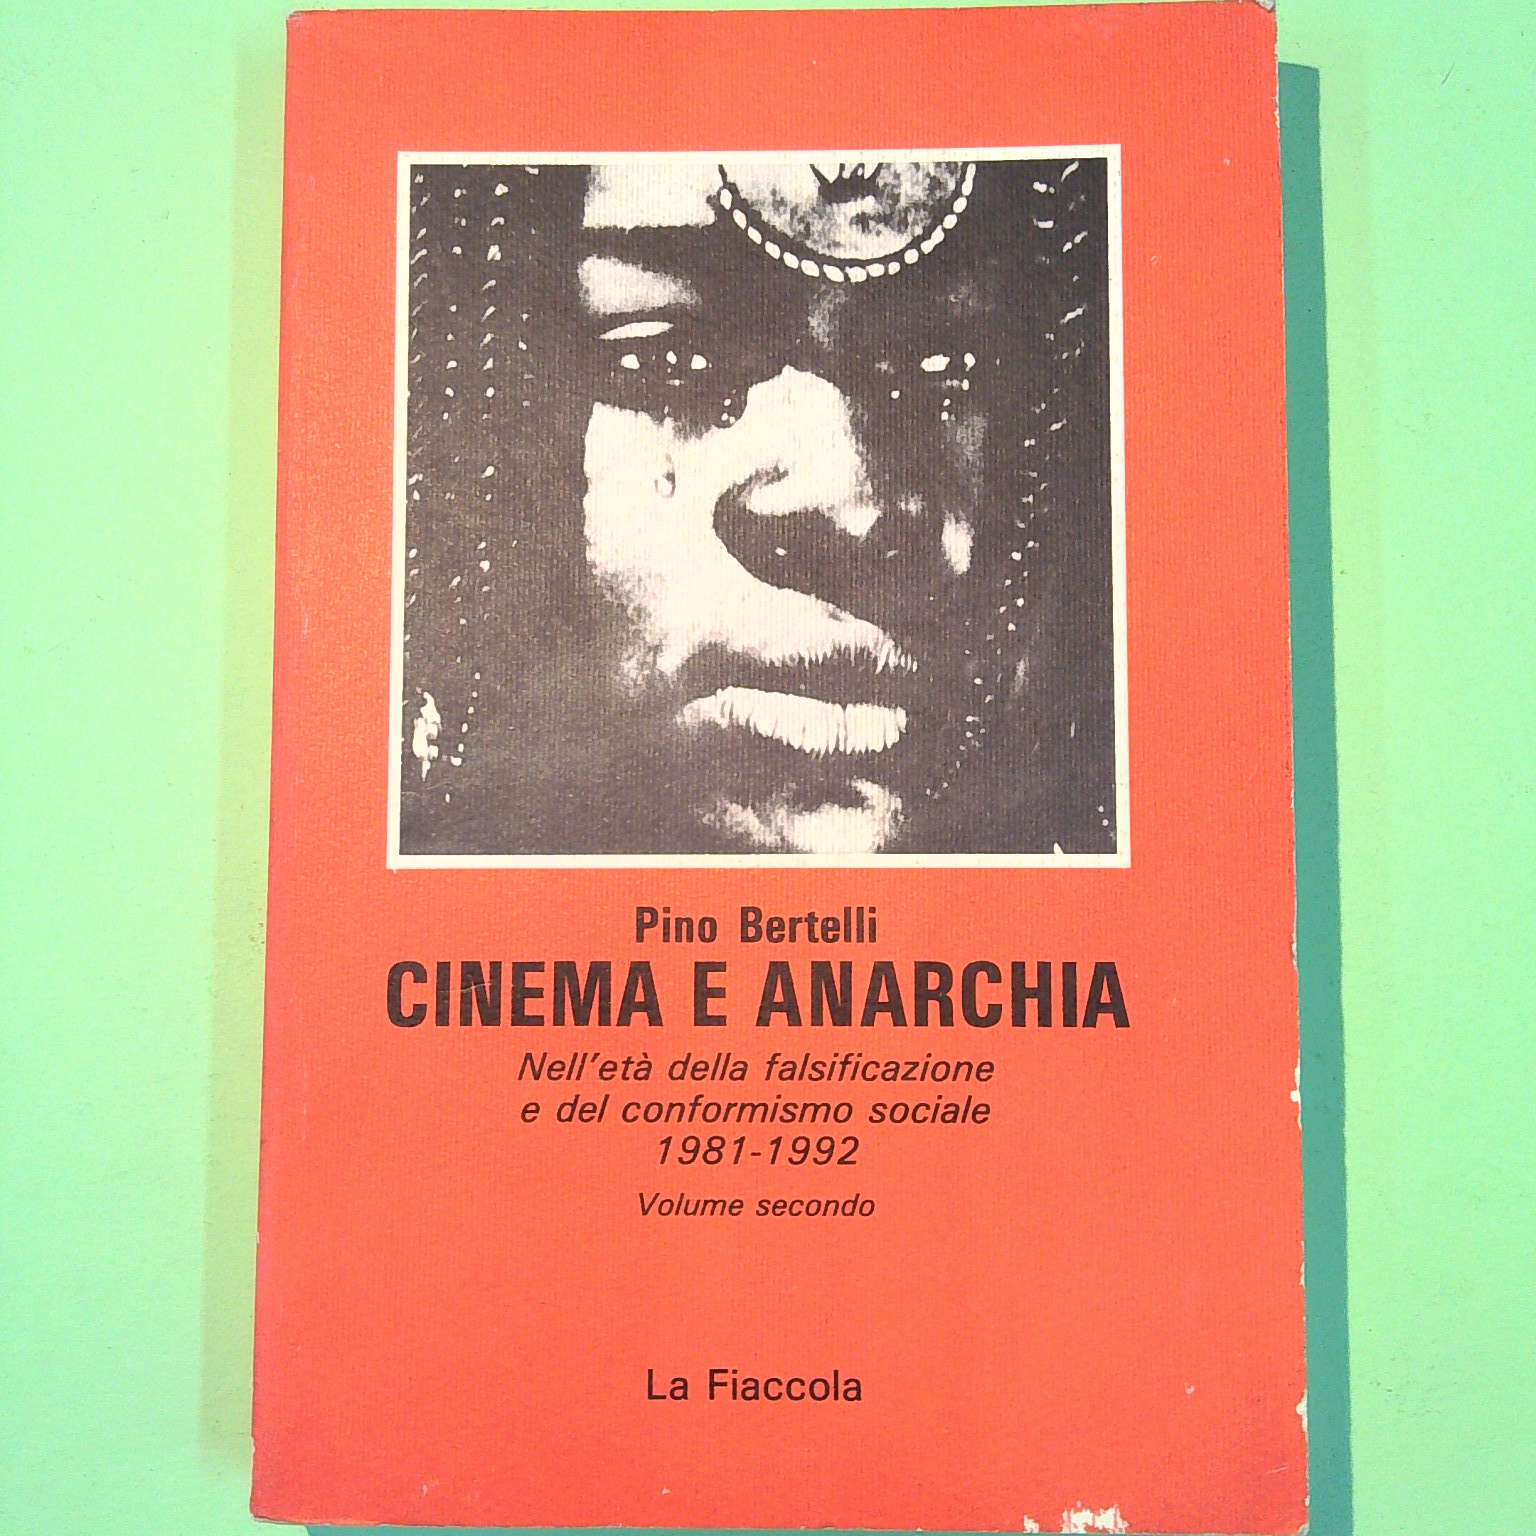 Pino Bertelli
CINEMA E ANARCHIA
Nell'età della falsificazione
e del conformismo sociale
1981-1992
Volume secondo
La Fiaccola